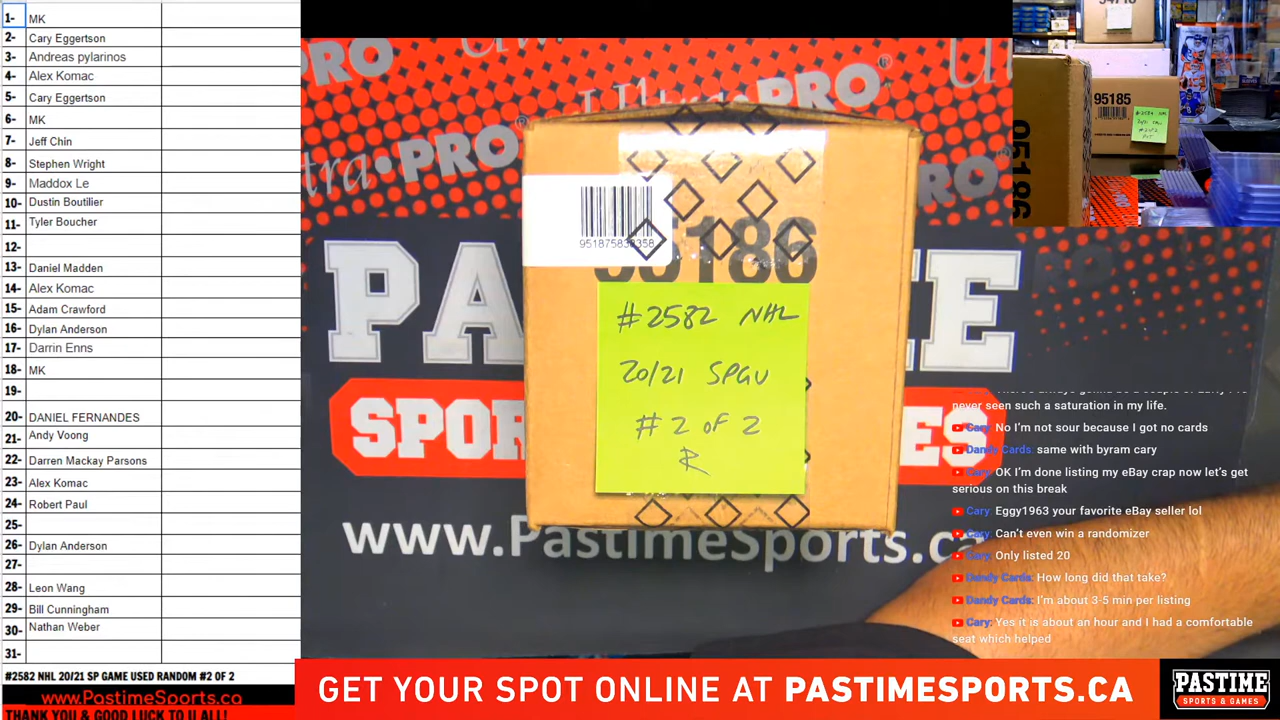 1- MK
2- Cary Eggertson
3- Andreas pylarinos
4- Alex Komac
5- Cary Eggertson
6- MK
7- Jeff Chin
8- Stephen Wright
9- Maddox Le
10- Dustin Boutilier
11- Tyler Boucher
12-
13- Daniel Madden
14- Alex Komac
15- Adam Crawford
16- Dylan Anderson
17- Darrin Enns
18- MK
19-
20- DANIEL FERNANDES
21- Andy Voong
22- Darren Mackay Parsons
23- Alex Komac
24- Robert Paul
25-
26- Dylan Anderson
27-
28- Leon Wang
29- Bill Cunningham
30- Nathan Weber
31-
#2582 NHL 20/21 SP GAME USED RANDOM #2 OF 2
www.PastimeSports.ca
THANK YOU & GOOD LUCK TO U ALL!
PRO
Ultra PRO
Ultra•PRO
PRO
95186
#2582 NHL
20/21 SPGU
#2 OF 2
R
www.PastimeSports.ca
95185
never seen such a saturation in my life.
Cary: No I'm not sour because I got no cards
Dandy Cards: same with byram cary
Cary: OK I'm done listing my eBay crap now let's get
serious on this break
Cary: Eggy1963 your favorite eBay seller lol
Cary: Can't even win a randomizer
Cary: Only listed 20
Dandy Cards: How long did that take?
Dandy Cards: I'm about 3-5 min per listing
Cary: Yes it is about an hour and I had a comfortable
seat which helped
GET YOUR SPOT ONLINE AT PASTIMESPORTS.CA
PASTIME
SPORTS & GAMES